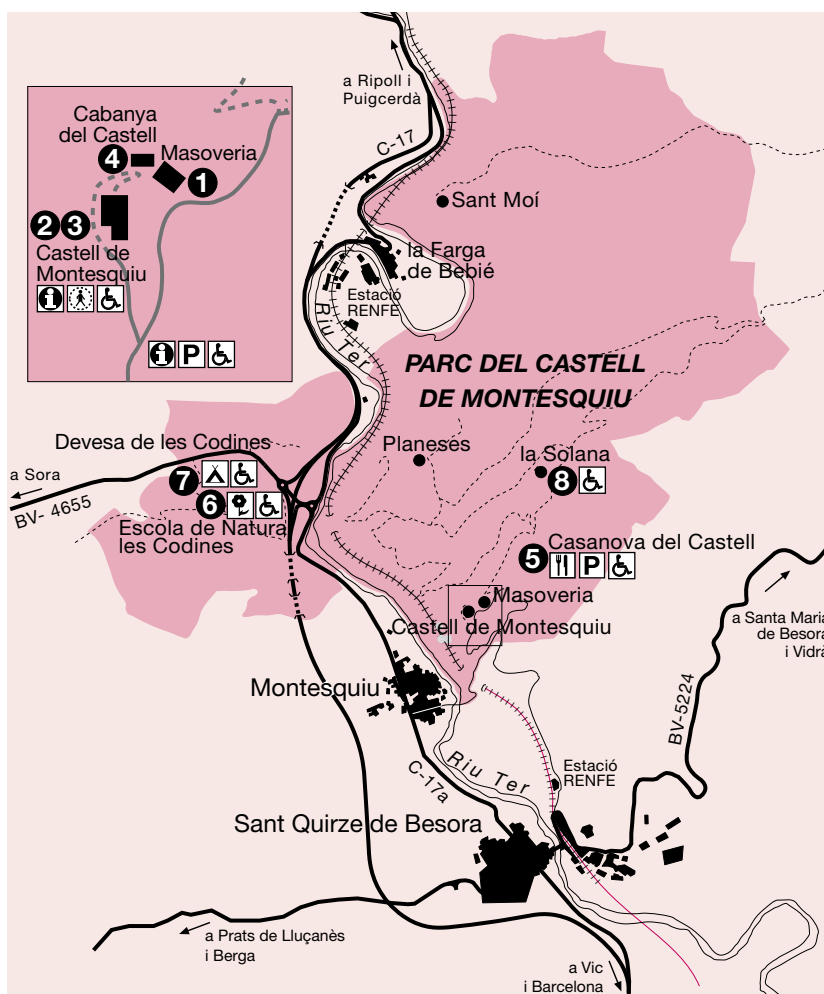 a Ripoll i
Puigcerdà
C-17
Cabanya
del Castell
4
Masoveria
1
2 3
Castell de
Montesquiu
i
i P
Sant Moí
la Farga
de Bebié
Estació
RENFE
Riu Ter
PARC DEL CASTELL
DE MONTESQUIU
Devesa de les Codines
a Sora
BV- 4655
7
6
Escola de Natura
les Codines
Planeses
la Solana
8
Casanova del Castell
5
P
Masoveria
Castell de Montesquiu
a Santa Maria
de Besora
i Vidrà
BV-5224
Montesquiu
Riu Ter
C-17a
Estació
RENFE
Sant Quirze de Besora
a Prats de Lluçanès
i Berga
a Vic
i Barcelona